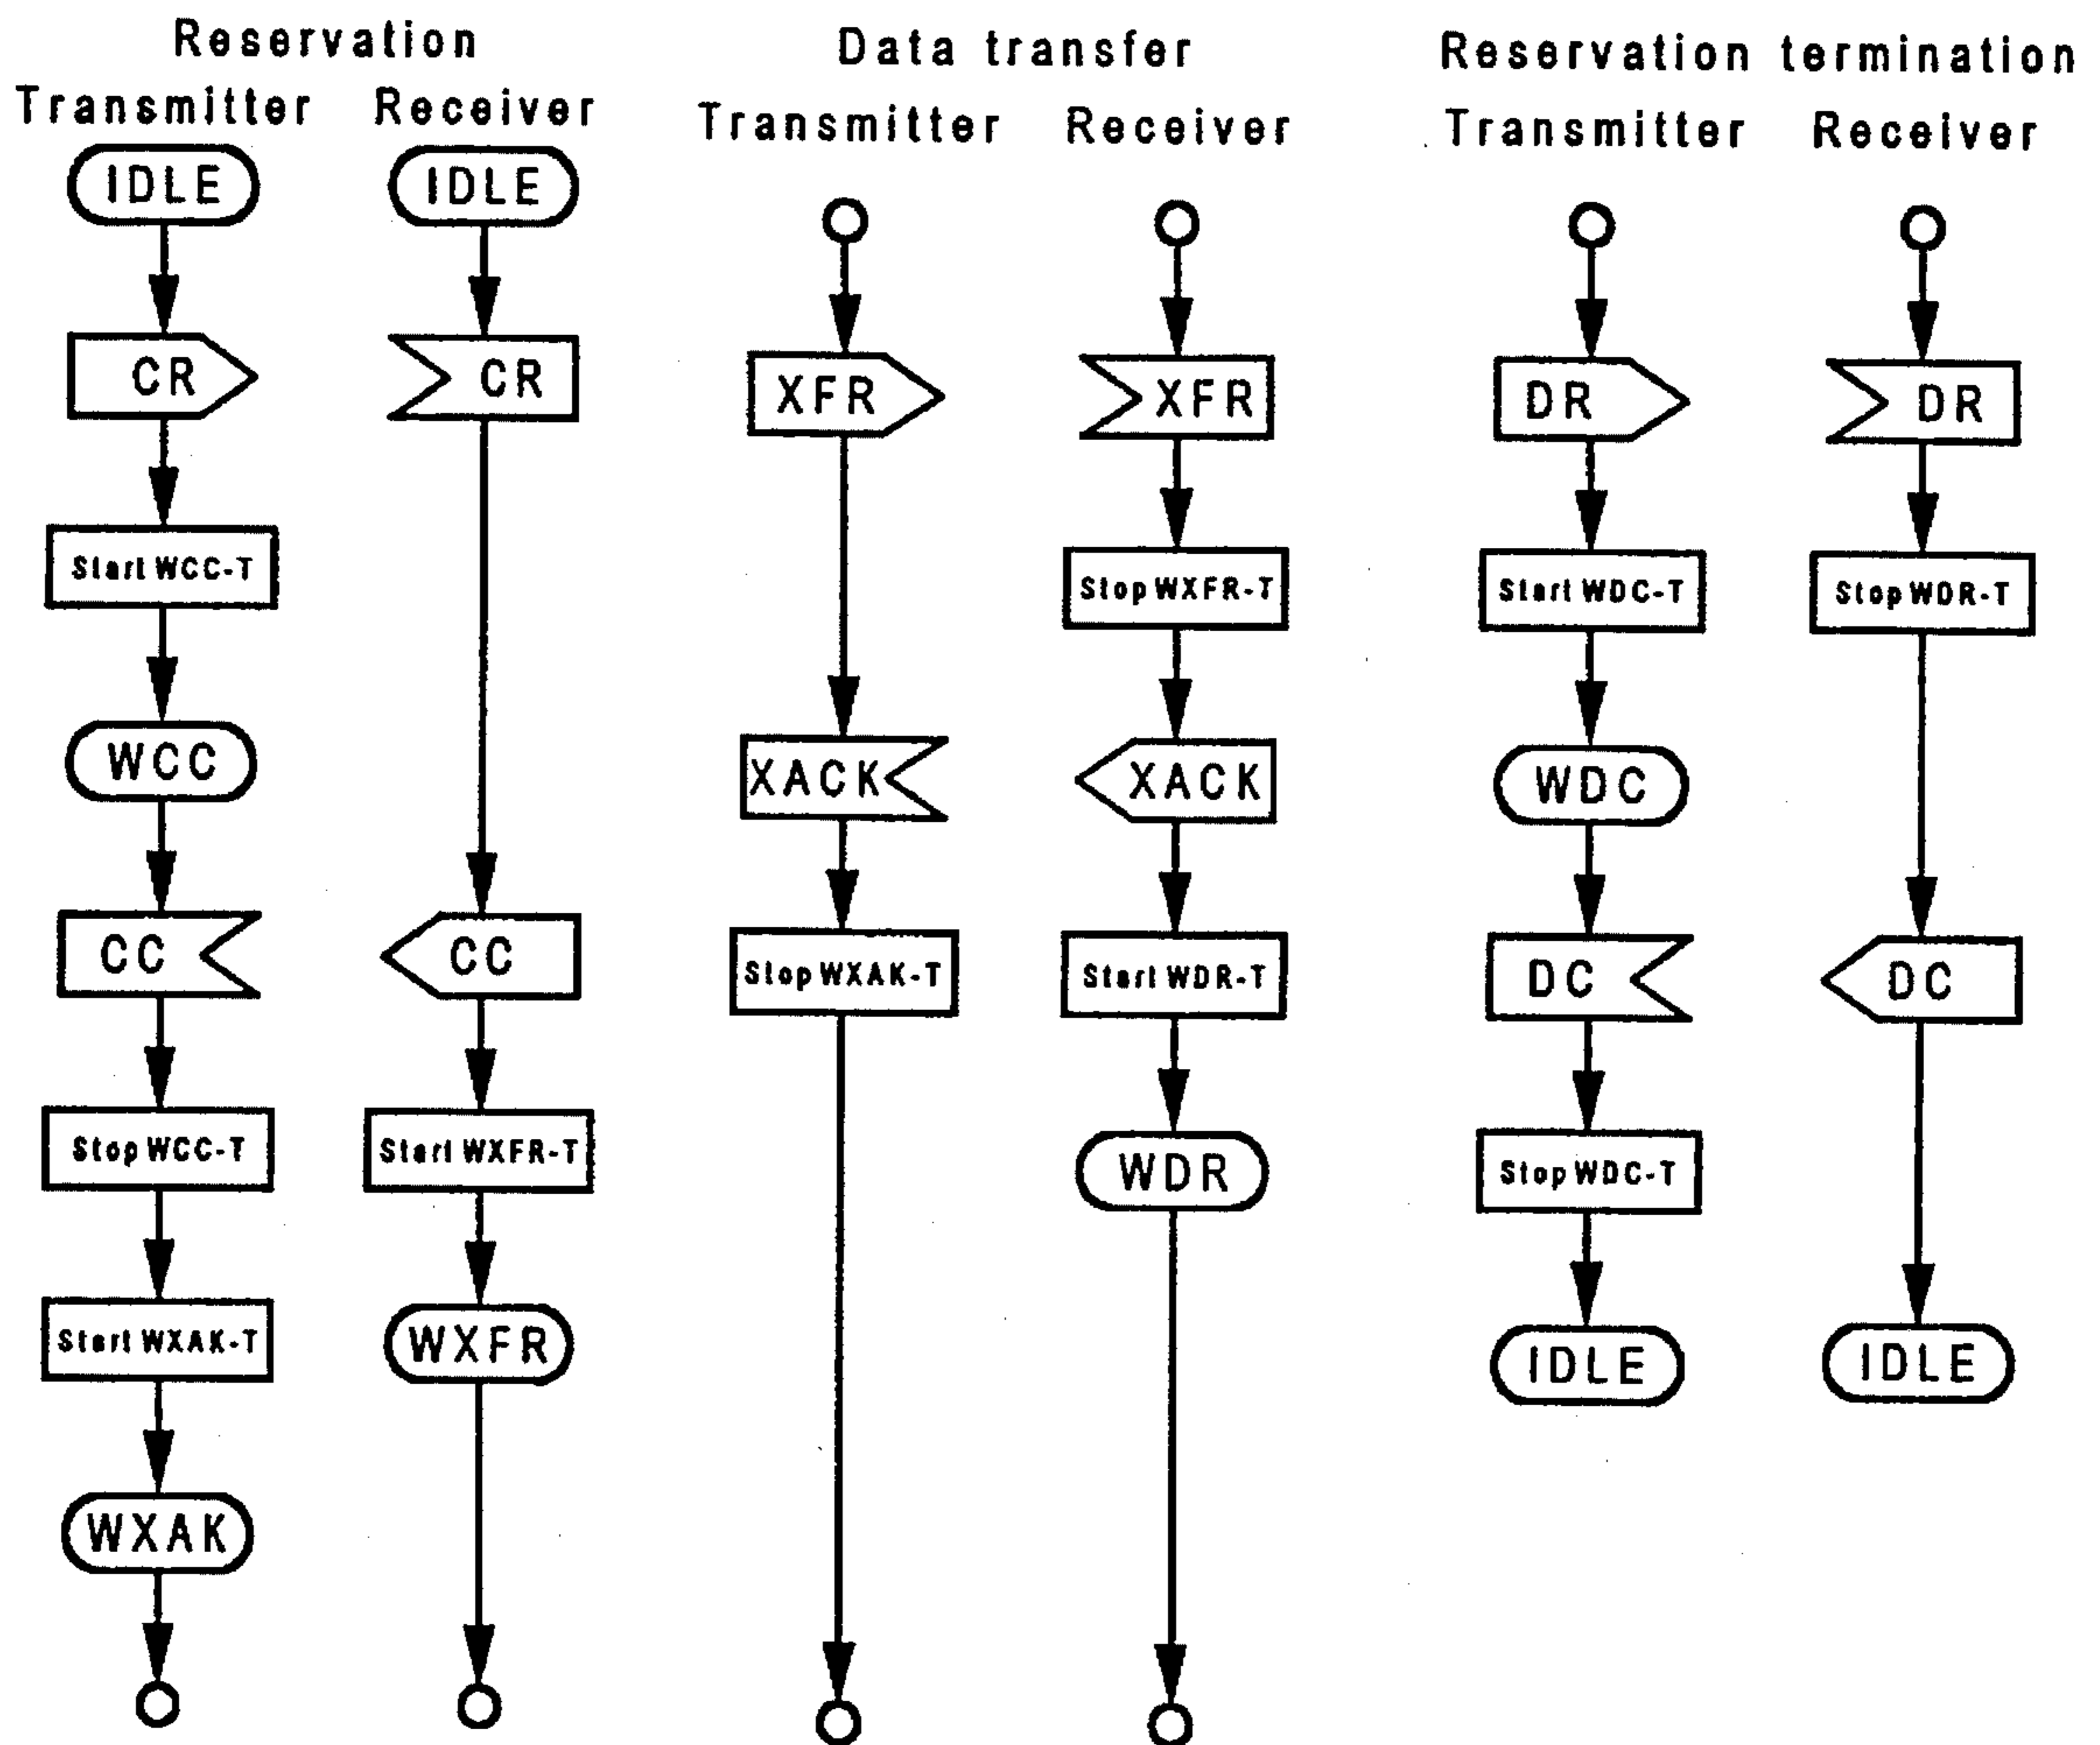 Reservation
Transmitter Receiver
IDLE
CR
Start WCC-T
WCC
CC
Stop WCC-T
Start WXAK-T
WXAK
IDLE
CR
CC
Start WXFR-T
WXFR
Data transfer
Transmitter Receiver
XFR
XACK
Stop WXAK-T
XFR
Stop WXFR-T
XACK
Start WDR-T
WDR
Reservation termination
Transmitter Receiver
DR
Start WDC-T
WDC
DC
Stop WDC-T
IDLE
DR
Stop WDR-T
DC
IDLE